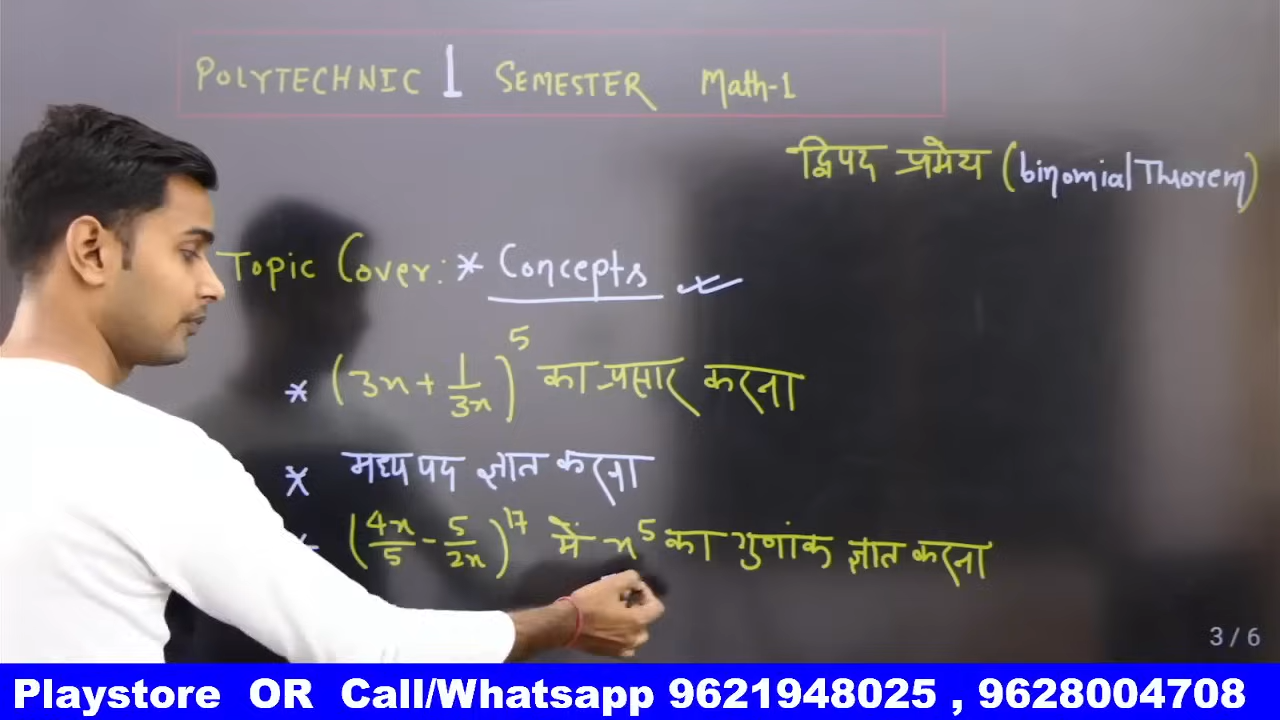 POLYTECHNIC 1 SEMESTER Math-1
द्विपद प्रमेय (binomial Theorem)
Topic Cover: * Concepts
* (3x + 1/3x)^5 का प्रसार करना
* मध्य पद ज्ञात करना
* (4x/5 - 5/2x)^17 में x^5 का गुणांक ज्ञात करना
3 / 6
Playstore OR Call/Whatsapp 9621948025 , 9628004708